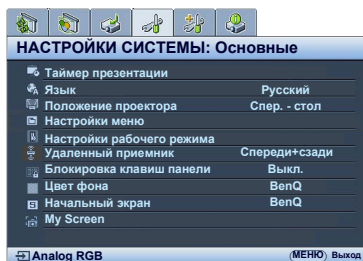 НАСТРОЙКИ СИСТЕМЫ: Основные
Таймер презентации
Язык Русский
Положение проектора Спер. - стол
Настройки меню
Настройки рабочего режима
Удаленный приемник Спереди+сзади
Блокировка клавиш панели Выкл.
Цвет фона BenQ
Начальный экран BenQ
My Screen
Analog RGB (МЕНЮ) Выход